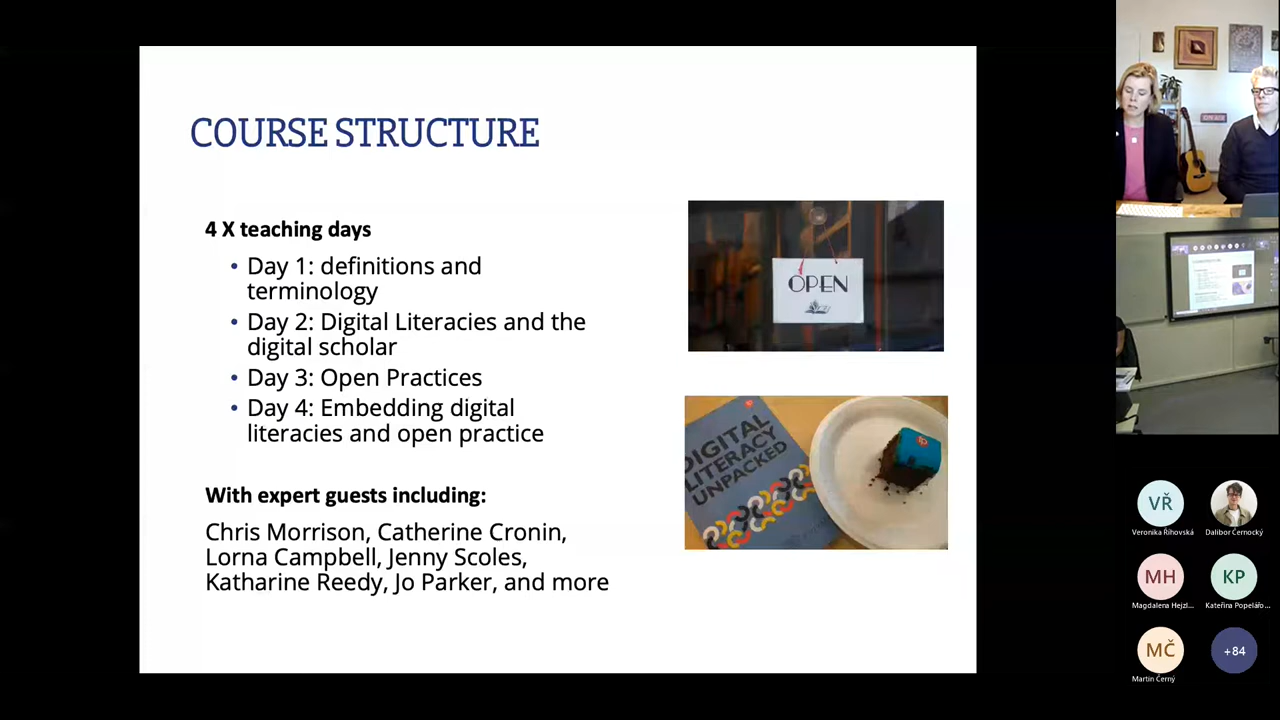 COURSE STRUCTURE
4 X teaching days
• Day 1: definitions and
terminology
• Day 2: Digital Literacies and the
digital scholar
• Day 3: Open Practices
• Day 4: Embedding digital
literacies and open practice
With expert guests including:
Chris Morrison, Catherine Cronin,
Lorna Campbell, Jenny Scoles,
Katharine Reedy, Jo Parker, and more
OPEN
DIGITAL
LITERACY
UNPACKED
VŘ
Veronika Říhovská
Dalibor Černocký
MH
Magdalena Hejzl...
KP
Kateřina Popelářo...
MČ
Martin Černý
+84